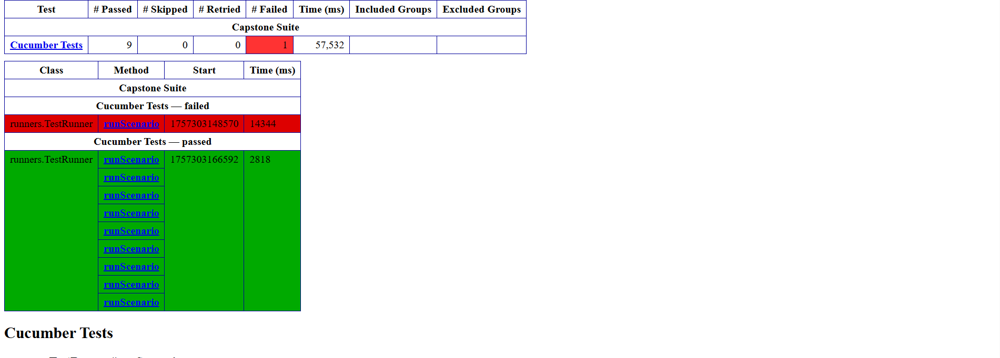 Test # Passed # Skipped # Retried # Failed Time (ms) Included Groups Excluded Groups
Capstone Suite
Cucumber Tests 9 0 0 1 57,532
Class Method Start Time (ms)
Capstone Suite
Cucumber Tests — failed
runners.TestRunner runScenario 1757303148570 14344
Cucumber Tests — passed
runners.TestRunner runScenario 1757303166592 2818
runScenario
runScenario
runScenario
runScenario
runScenario
runScenario
runScenario
runScenario
Cucumber Tests